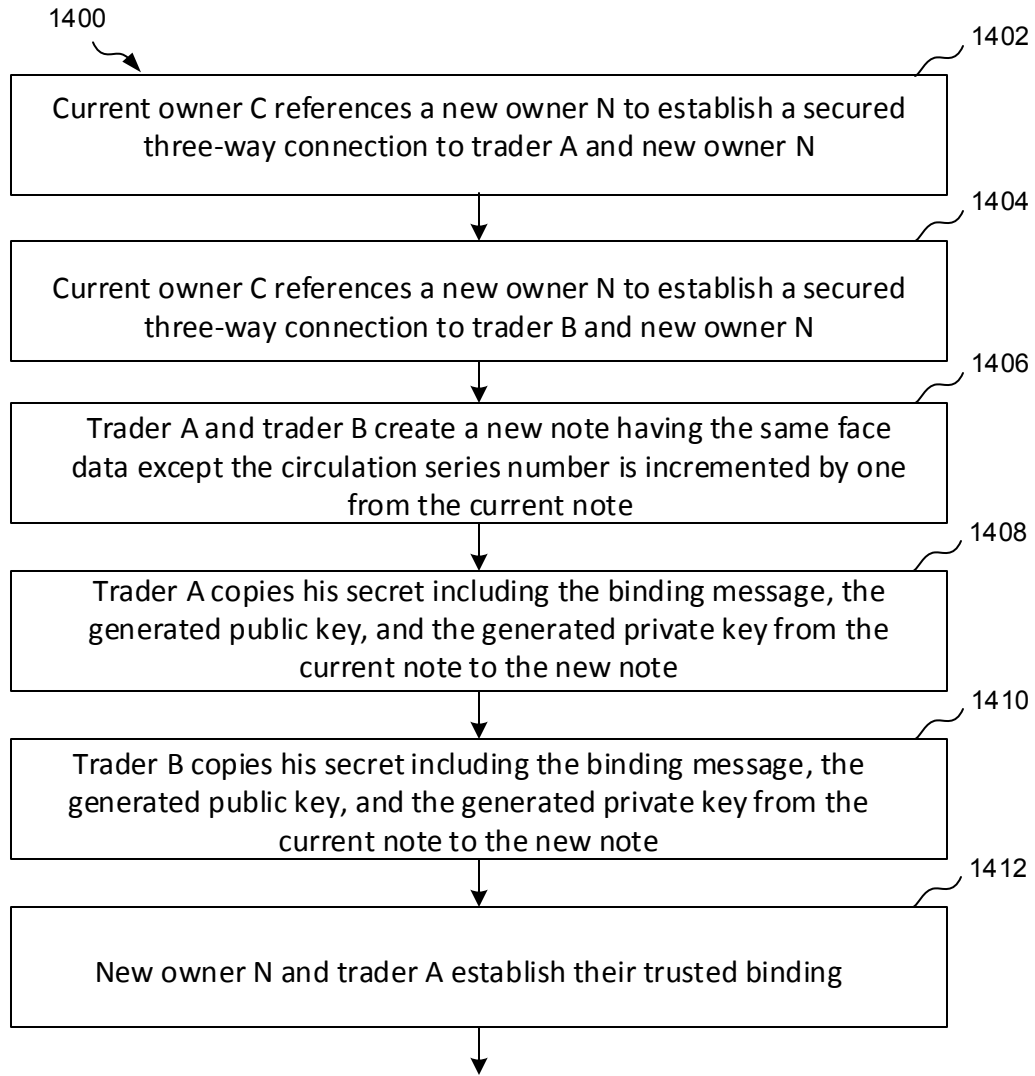 1400
1402
Current owner C references a new owner N to establish a secured
three-way connection to trader A and new owner N
1404
Current owner C references a new owner N to establish a secured
three-way connection to trader B and new owner N
1406
Trader A and trader B create a new note having the same face
data except the circulation series number is incremented by one
from the current note
1408
Trader A copies his secret including the binding message, the
generated public key, and the generated private key from the
current note to the new note
1410
Trader B copies his secret including the binding message, the
generated public key, and the generated private key from the
current note to the new note
1412
New owner N and trader A establish their trusted binding